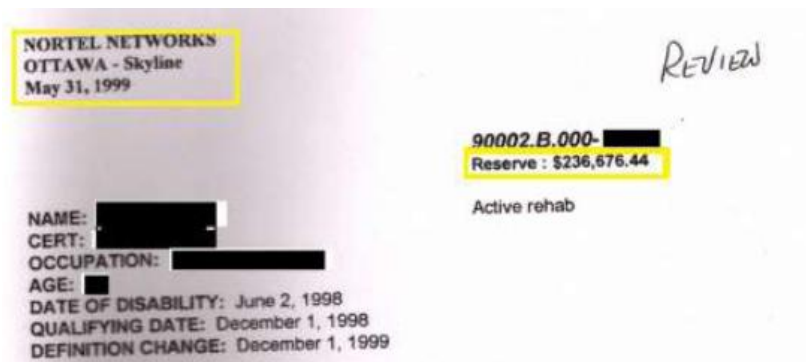 NORTEL NETWORKS
OTTAWA - Skyline
May 31, 1999
REVIEW
90002.B.000-
Reserve : $236,676.44
Active rehab
NAME:
CERT:
OCCUPATION:
AGE:
DATE OF DISABILITY: June 2, 1998
QUALIFYING DATE: December 1, 1998
DEFINITION CHANGE: December 1, 1999